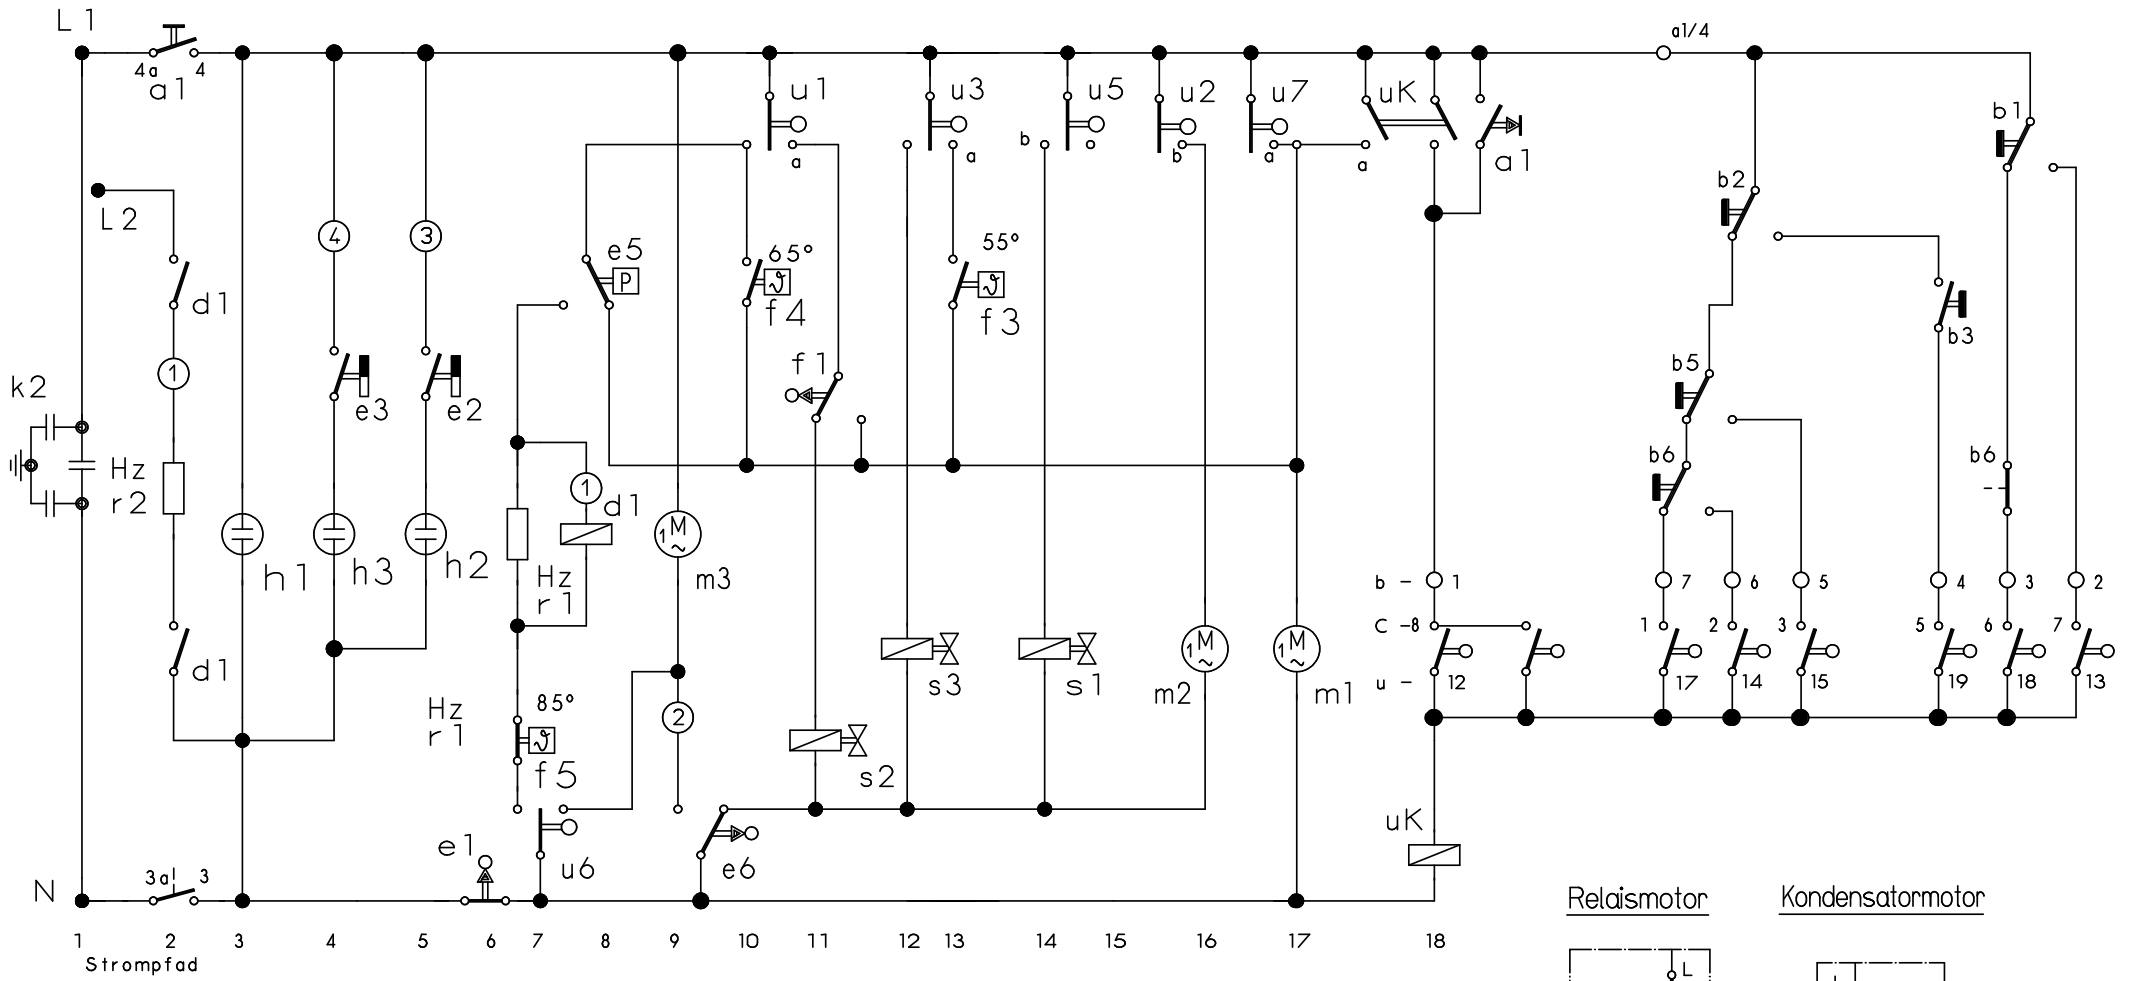 L1
4a 4
a1
a1/4
u1
u3
u5
u2
u7
uK
a1
b1
a
a
b
b
a
a
b2
L2
4
3
e5
P
65°
ϑ
f4
55°
ϑ
f3
d1
b3
1
f1
b5
k2
e3
e2
Hz
r2
b6
b6
1
d1
M
1
~
h1
h3
h2
Hz
r1
m3
b - 1
7
6
5
4
3
2
C -8
1
2
3
5
6
7
M
1
~
M
1
~
d1
s3
s1
m2
m1
u - 12
17
14
15
19
18
13
Hz
r1
85°
ϑ
f5
2
s2
uK
e1
u6
e6
N
3a1 3
Relaismotor
Kondensatormotor
1 2 3 4 5 6 7 8 9 10 11 12 13 14 15 16 17 18
Strompfad
L